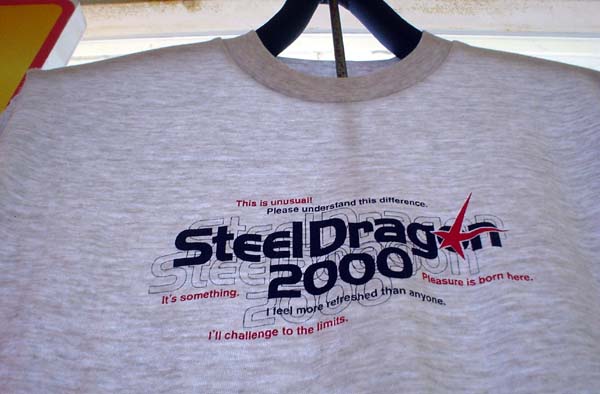 This is unusual!
Please understand this difference.
SteelDragon
2000
Pleasure is born here.
It's something.
I feel more refreshed than anyone.
I'll challenge to the limits.